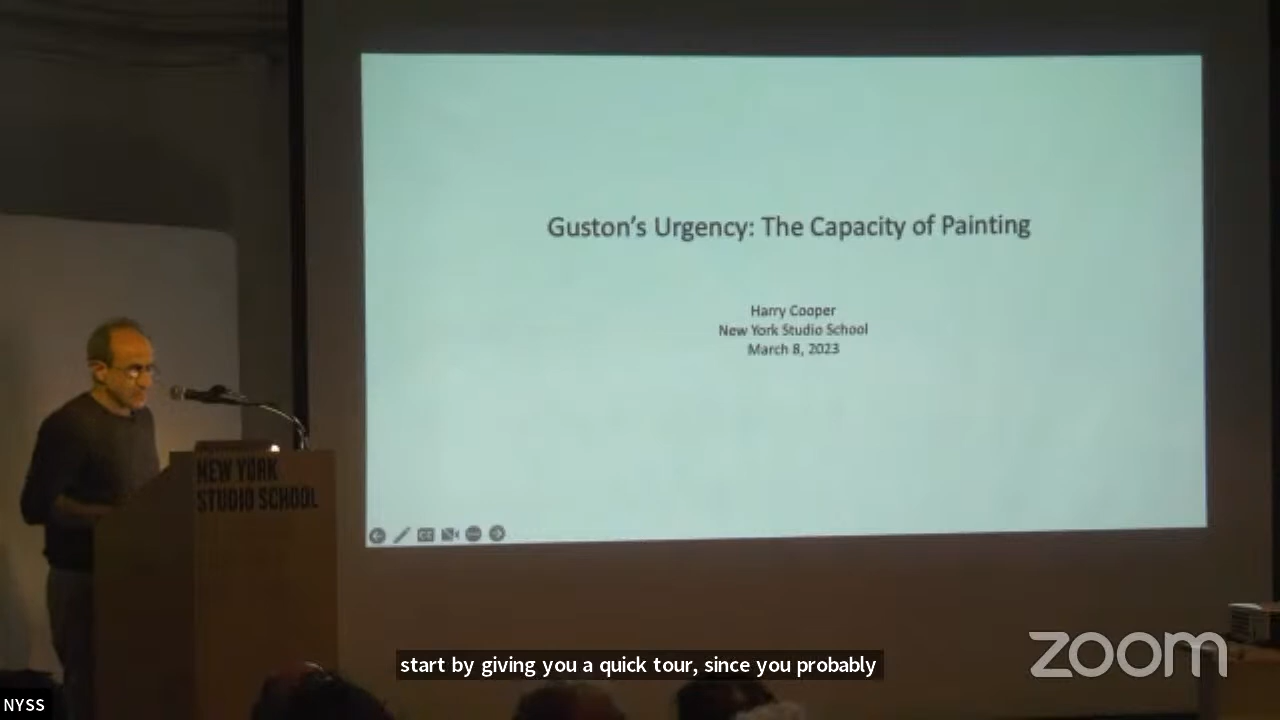 Guston's Urgency: The Capacity of Painting
Harry Cooper
New York Studio School
March 8, 2023
NEW YORK
STUDIO SCHOOL
start by giving you a quick tour, since you probably
zoom
NYSS